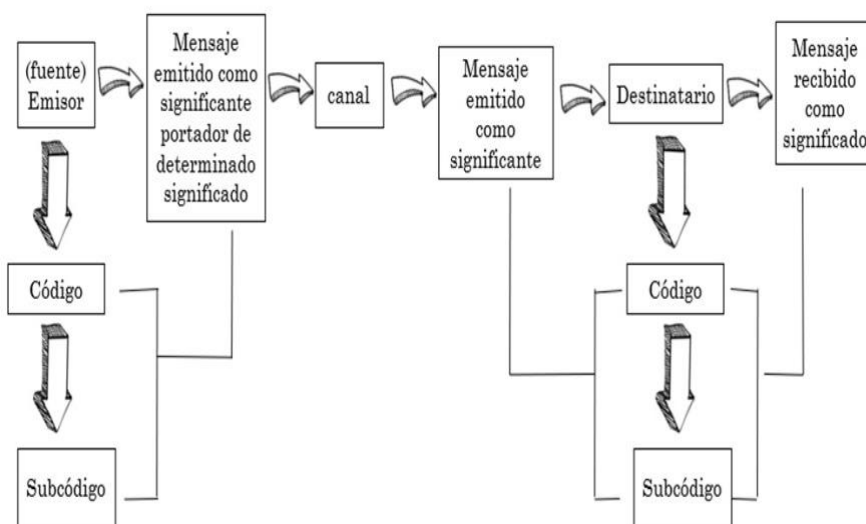 (fuente)
Emisor
Mensaje
emitido como
significante
portador de
determinado
significado
canal
Mensaje
emitido
como
significante
Destinatario
Mensaje
recibido
como
significado
Código
Subcódigo
Código
Subcódigo